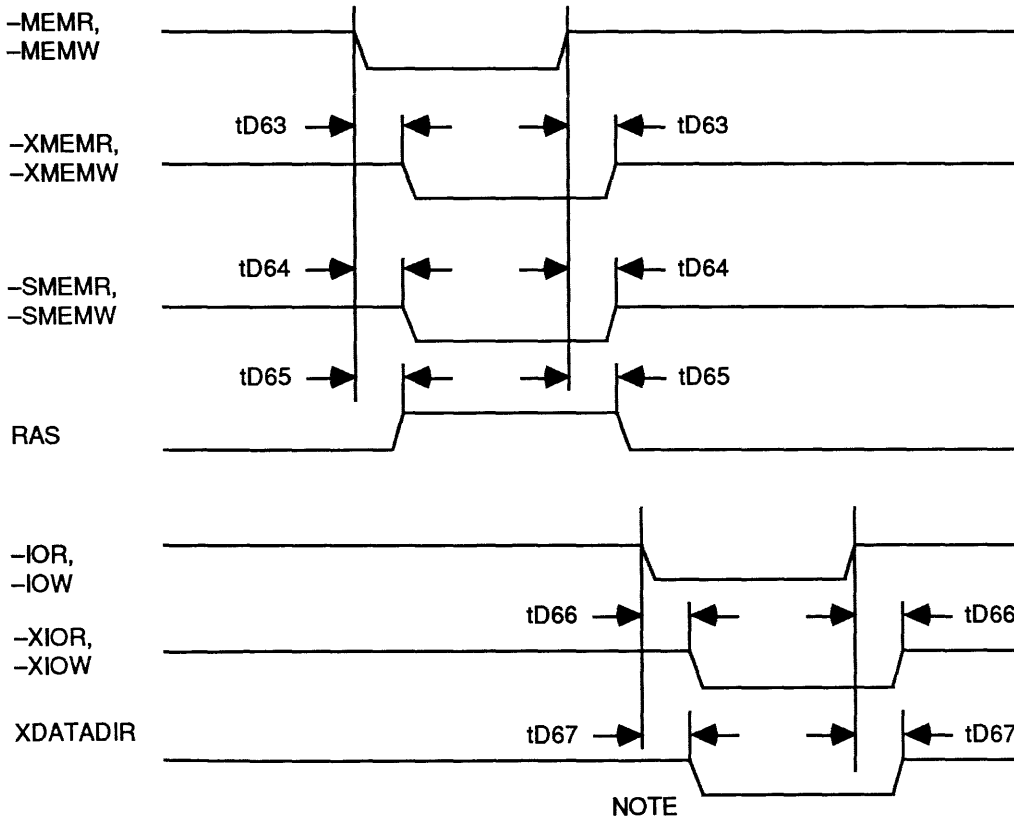 –MEMR,
–MEMW
tD63
tD63
–XMEMR,
–XMEMW
tD64
tD64
–SMEMR,
–SMEMW
tD65
tD65
RAS
–IOR,
–IOW
tD66
tD66
–XIOR,
–XIOW
XDATADIR
tD67
tD67
NOTE